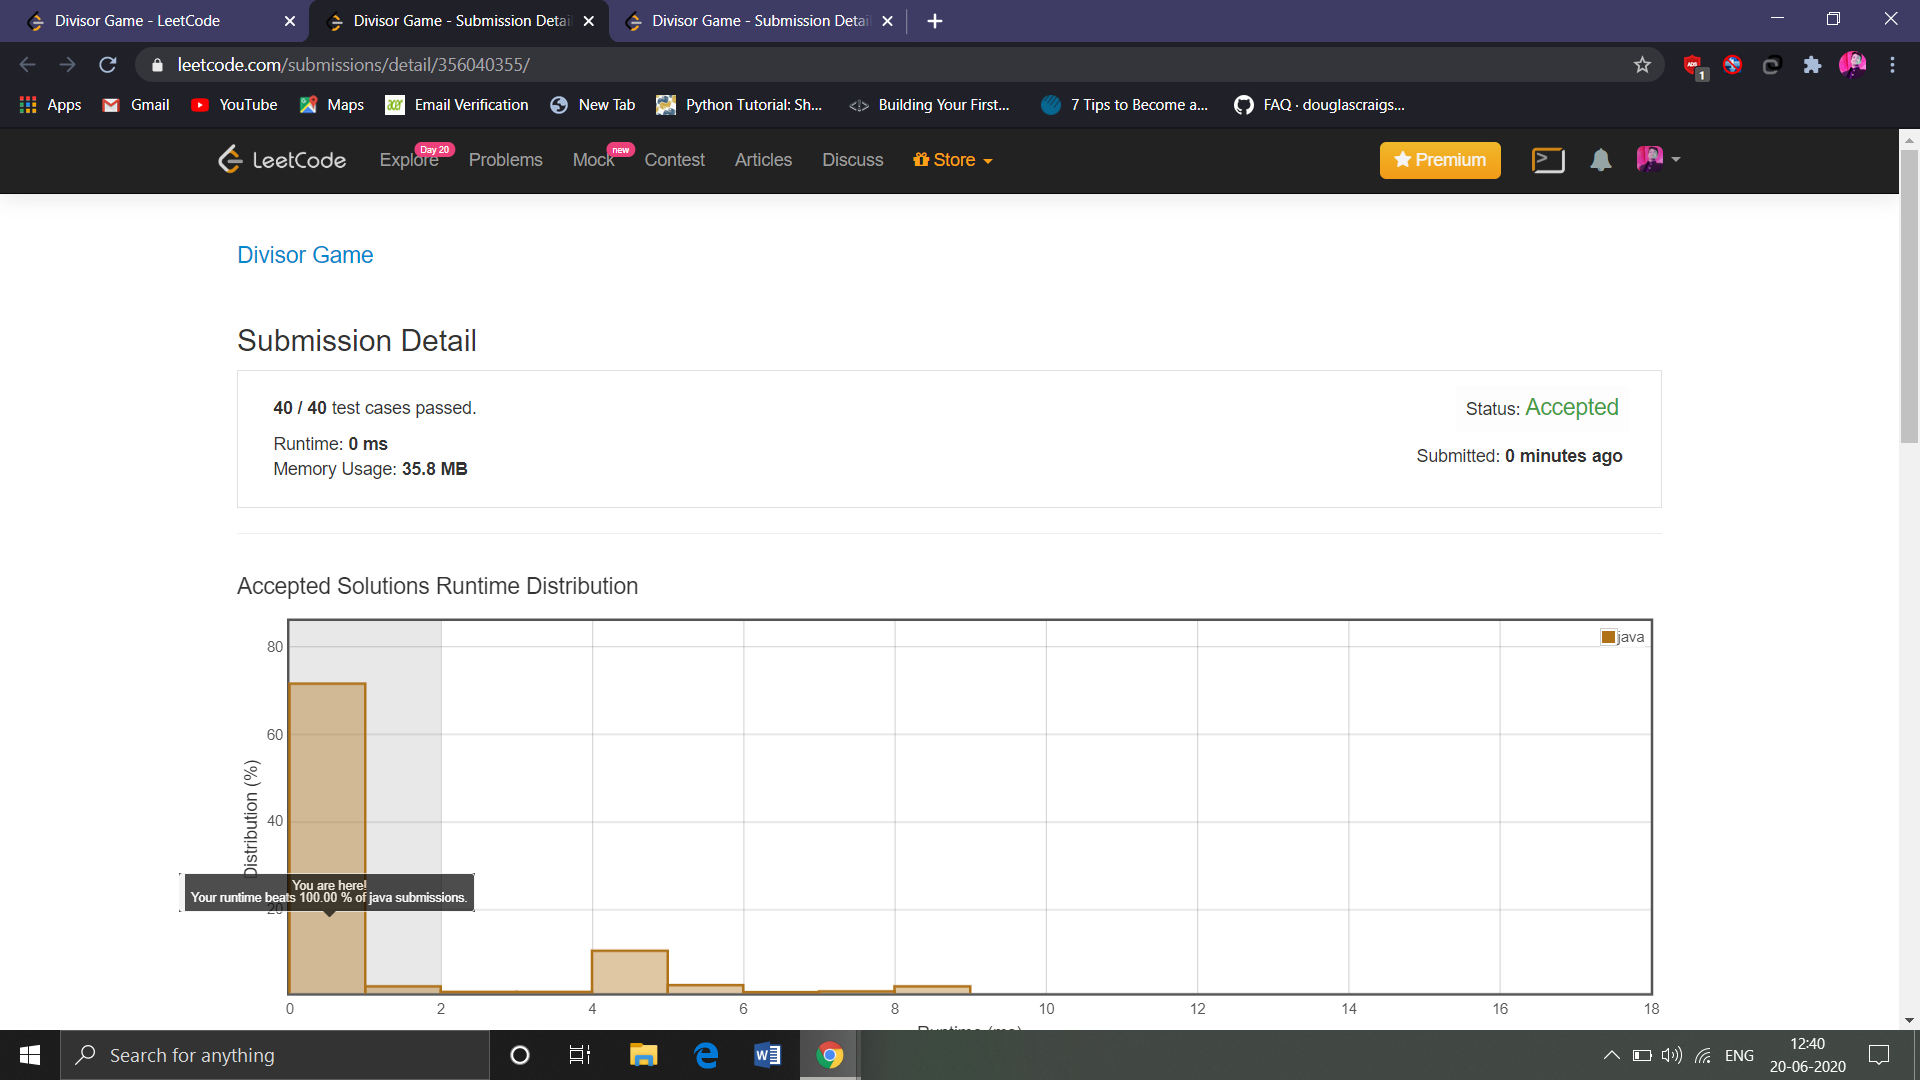 Divisor Game - LeetCode
Divisor Game - Submission Detail
Divisor Game - Submission Detail
leetcode.com/submissions/detail/356040355/
ABS
1
Apps
Gmail
YouTube
Maps
acer
Email Verification
New Tab
Python Tutorial: Sh...
Building Your First...
7 Tips to Become a...
FAQ · douglascraigs...
LeetCode
Explore
Day 20
Problems
Mock
new
Contest
Articles
Discuss
Store
Premium
Divisor Game
Submission Detail
40 / 40 test cases passed.
Status: Accepted
Runtime: 0 ms
Submitted: 0 minutes ago
Memory Usage: 35.8 MB
Accepted Solutions Runtime Distribution
java
80
60
40
20
Distribution (%)
You are here!
Your runtime beats 100.00 % of java submissions.
0 2 4 6 8 10 12 14 16 18
Runtime (ms)
Search for anything
ENG
12:40
20-06-2020